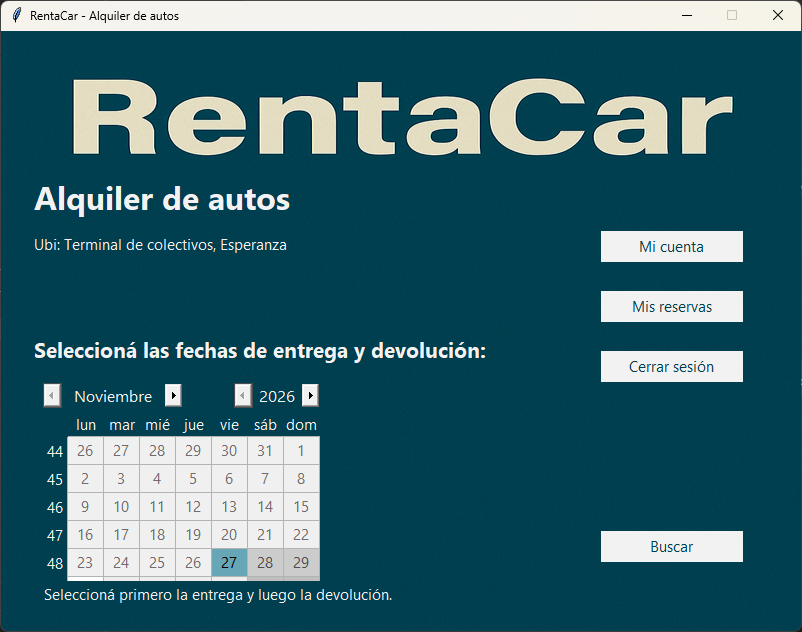 RentaCar - Alquiler de autos
RentaCar
Alquiler de autos
Ubi: Terminal de colectivos, Esperanza
Mi cuenta
Mis reservas
Seleccioná las fechas de entrega y devolución:
Cerrar sesión
Noviembre 2026
lun mar mié jue vie sáb dom
44 26 27 28 29 30 31 1
45 2 3 4 5 6 7 8
46 9 10 11 12 13 14 15
47 16 17 18 19 20 21 22
48 23 24 25 26 27 28 29
Buscar
Seleccioná primero la entrega y luego la devolución.